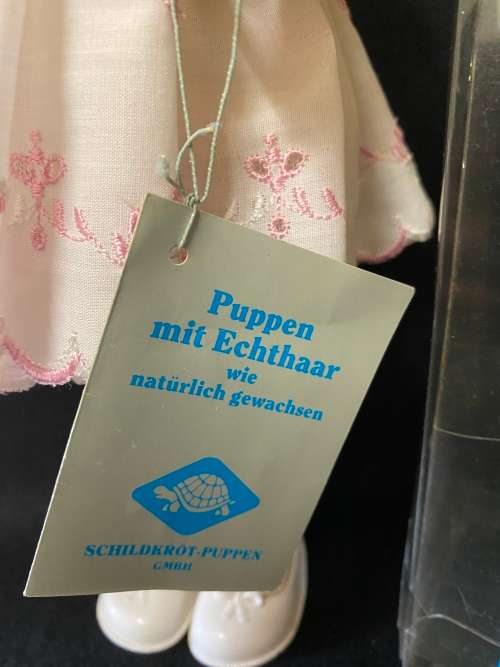 Puppen
mit Echthaar
wie
natürlich gewachsen
SCHILDKRÖT-PUPPEN
GMBH